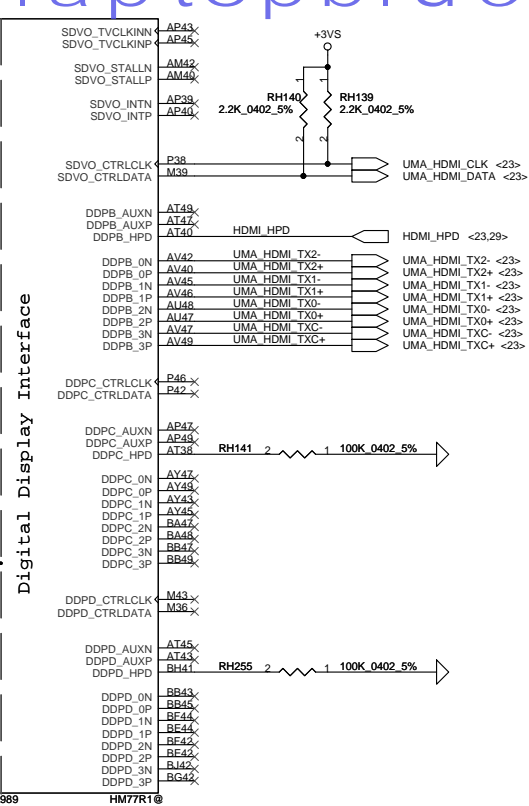 laptopblue
SDVO_TVCLKINN AP43
SDVO_TVCLKINP AP45
+3VS
SDVO_STALLN AM42
SDVO_STALLP AM40
1 1
RH140 RH139
2.2K_0402_5% 2.2K_0402_5%
SDVO_INTN AP39
SDVO_INTP AP40
2 2
SDVO_CTRLCLK P38 UMA_HDMI_CLK <23>
SDVO_CTRLDATA M39 UMA_HDMI_DATA <23>
DDPB_AUXN AT49
DDPB_AUXP AT47
DDPB_HPD AT40 HDMI_HPD HDMI_HPD <23,29>
DDPB_0N AV42 UMA_HDMI_TX2- UMA_HDMI_TX2- <23>
DDPB_0P AV40 UMA_HDMI_TX2+ UMA_HDMI_TX2+ <23>
DDPB_1N AV45 UMA_HDMI_TX1- UMA_HDMI_TX1- <23>
DDPB_1P AV46 UMA_HDMI_TX1+ UMA_HDMI_TX1+ <23>
DDPB_2N AU48 UMA_HDMI_TX0- UMA_HDMI_TX0- <23>
DDPB_2P AU47 UMA_HDMI_TX0+ UMA_HDMI_TX0+ <23>
DDPB_3N AV47 UMA_HDMI_TXC- UMA_HDMI_TXC- <23>
DDPB_3P AV49 UMA_HDMI_TXC+ UMA_HDMI_TXC+ <23>
Digital Display Interface
DDPC_CTRLCLK P46
DDPC_CTRLDATA P42
DDPC_AUXN AP47
DDPC_AUXP AP49
DDPC_HPD AT38 RH141 2 1 100K_0402_5%
DDPC_0N AY47
DDPC_0P AY49
DDPC_1N AY43
DDPC_1P AY45
DDPC_2N BA47
DDPC_2P BA48
DDPC_3N BB47
DDPC_3P BB49
DDPD_CTRLCLK M43
DDPD_CTRLDATA M36
DDPD_AUXN AT45
DDPD_AUXP AT43
DDPD_HPD BH41 RH255 2 1 100K_0402_5%
DDPD_0N BB43
DDPD_0P BB45
DDPD_1N BF44
DDPD_1P BE44
DDPD_2N BF42
DDPD_2P BE42
DDPD_3N BJ42
DDPD_3P BG42
989 HM77R1@